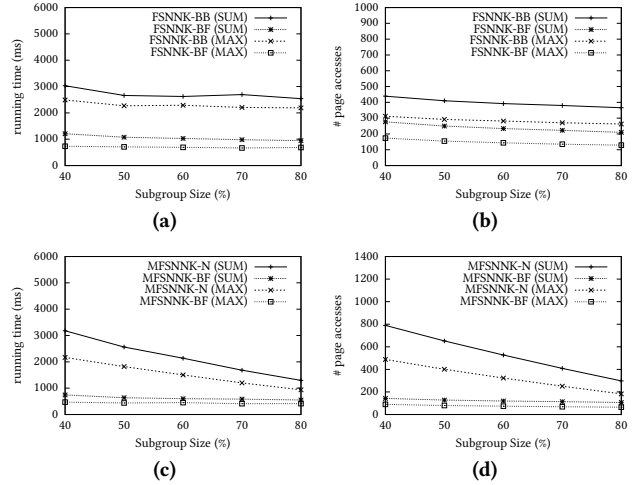 FSNNK-BB (SUM)
FSNNK-BF (SUM)
FSNNK-BB (MAX)
FSNNK-BF (MAX)
6000
5000
4000
3000
2000
1000
0
running time (ms)
40 50 60 70 80
Subgroup Size (%)
(a)
FSNNK-BB (SUM)
FSNNK-BF (SUM)
FSNNK-BB (MAX)
FSNNK-BF (MAX)
1000
900
800
700
600
500
400
300
200
100
0
# page accesses
40 50 60 70 80
Subgroup Size (%)
(b)
MFSNNK-N (SUM)
MFSNNK-BF (SUM)
MFSNNK-N (MAX)
MFSNNK-BF (MAX)
6000
5000
4000
3000
2000
1000
0
running time (ms)
40 50 60 70 80
Subgroup Size (%)
(c)
MFSNNK-N (SUM)
MFSNNK-BF (SUM)
MFSNNK-N (MAX)
MFSNNK-BF (MAX)
1400
1200
1000
800
600
400
200
0
# page accesses
40 50 60 70 80
Subgroup Size (%)
(d)